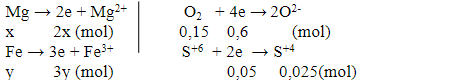 Mg → 2e + Mg²⁺ O₂ + 4e → 2O²⁻
x 2x (mol) 0,15 0,6 (mol)
Fe → 3e + Fe³⁺ S⁺⁶ + 2e → S⁺⁴
y 3y (mol) 0,05 0,025(mol)